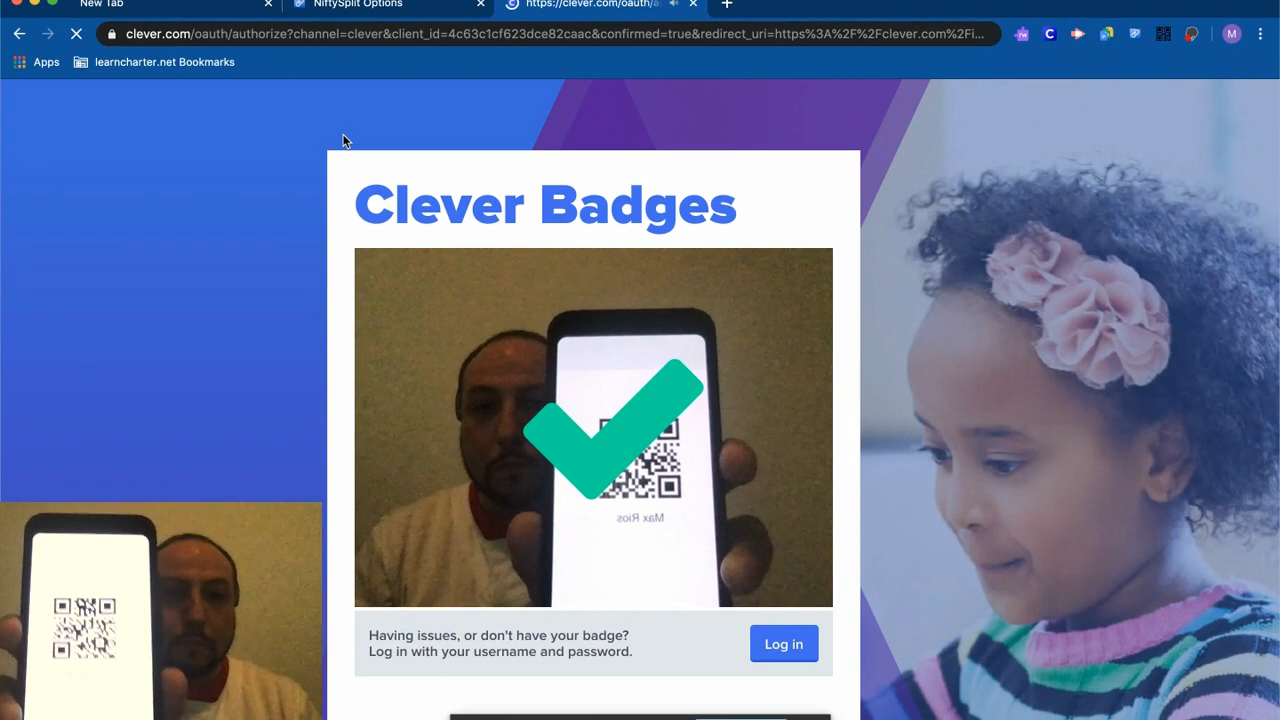 New Tab
NiftySplit Options
https://clever.com/oauth/a
clever.com/oauth/authorize?channel=clever&client_id=4c63c1cf623dce82caac&confirmed=true&redirect_uri=https%3A%2F%2Fclever.com%2Fi...
M
Apps
learncharter.net Bookmarks
Clever Badges
Max Rios
Having issues, or don't have your badge?
Log in with your username and password.
Log in